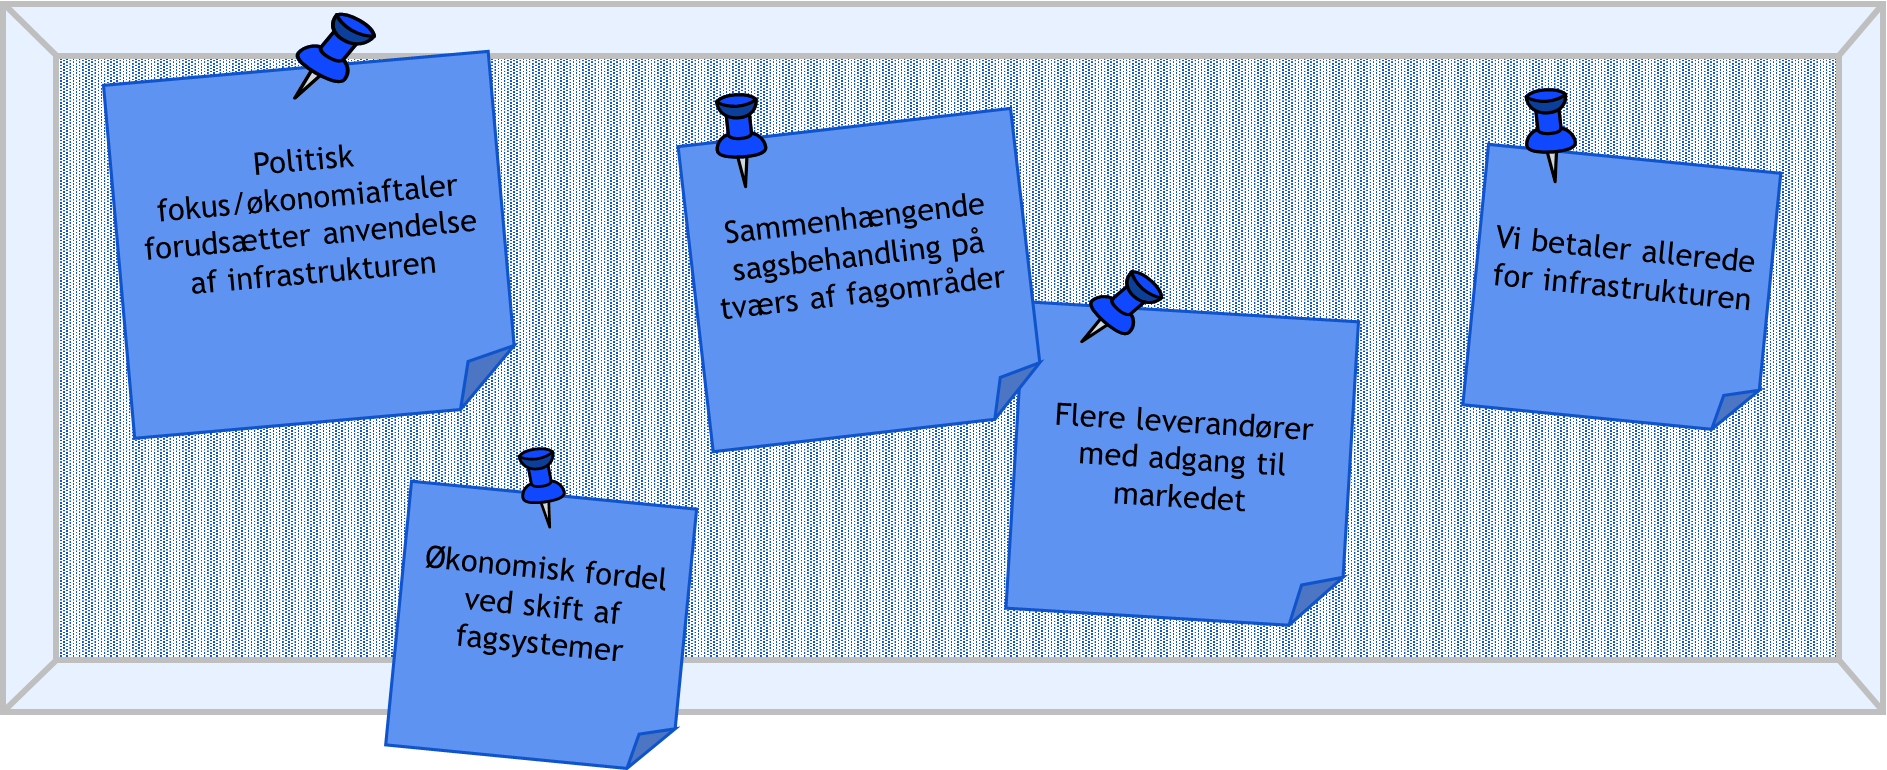 Politisk
fokus/økonomiaftaler
forudsætter anvendelse
af infrastrukturen
Sammenhængende
sagsbehandling på
tværs af fagområder
Vi betaler allerede
for infrastrukturen
Flere leverandører
med adgang til
markedet
Økonomisk fordel
ved skift af
fagsystemer